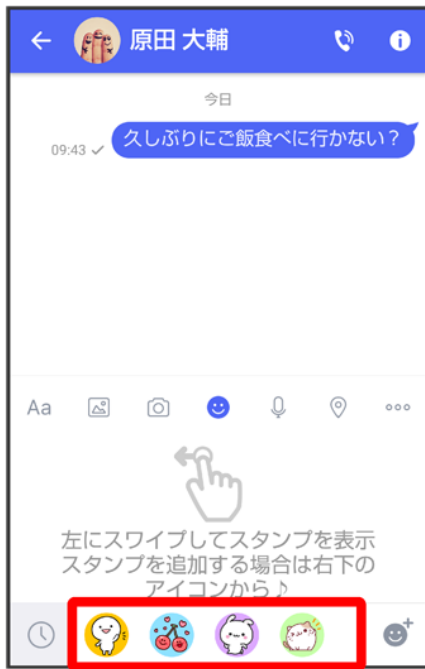 原田 大輔
今日
久しぶりにご飯食べに行かない？
09:43
Aa
左にスワイプしてスタンプを表示
スタンプを追加する場合は右下の
アイコンから♪